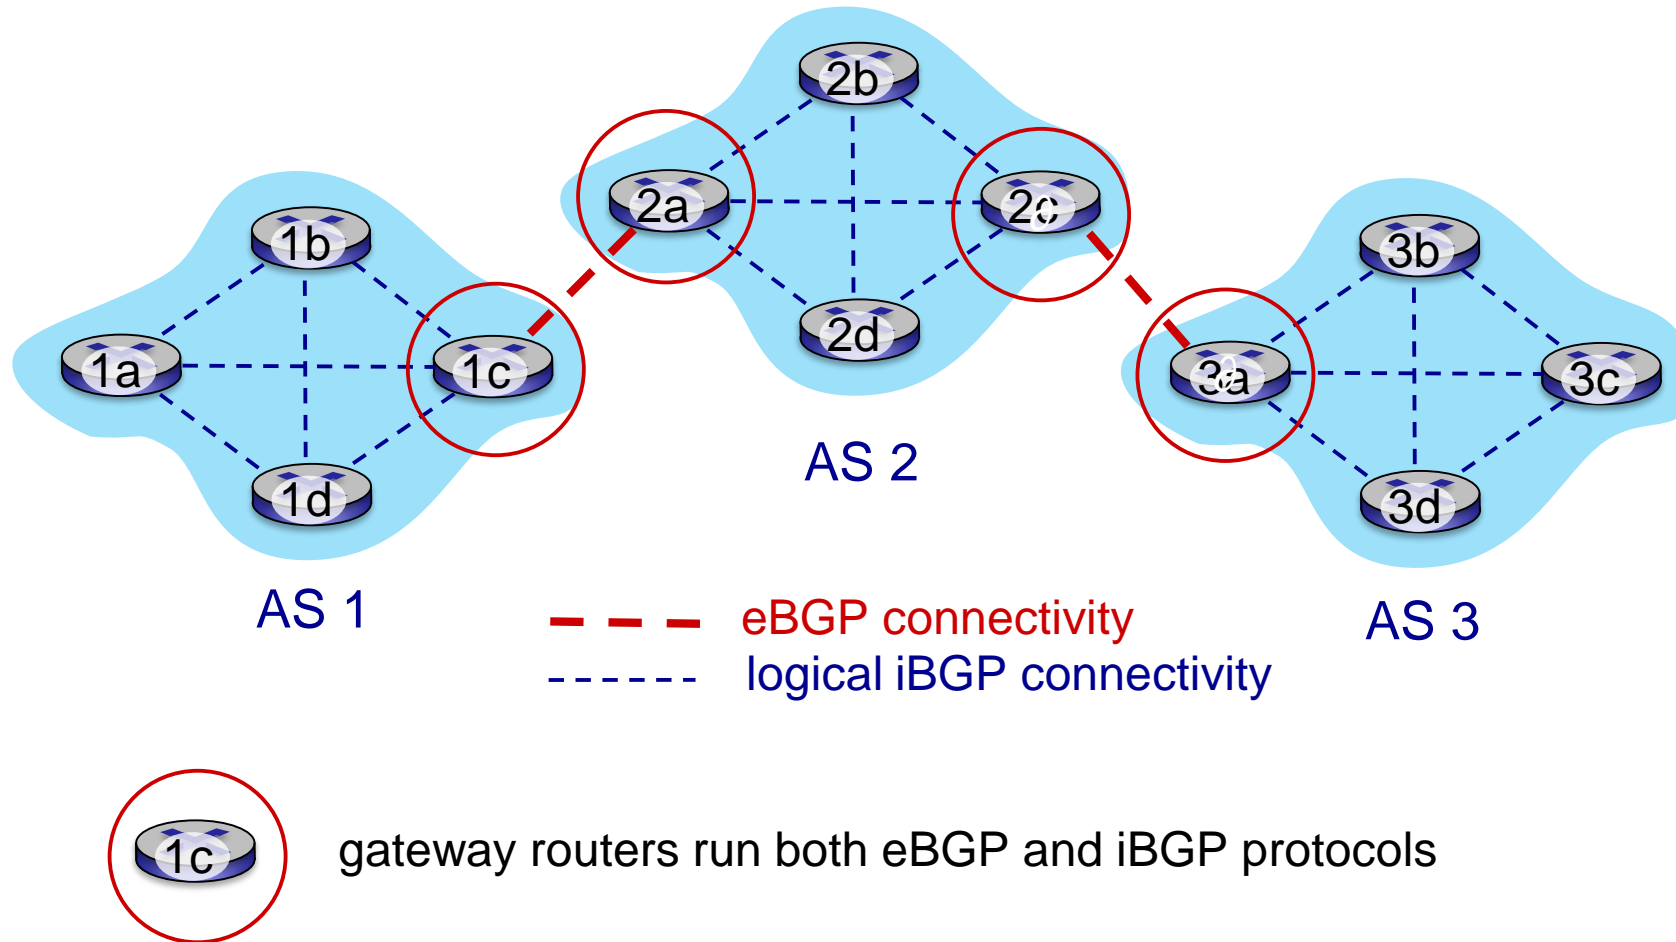 2b
2a
2c
1b
3b
2d
1a
1c
3a
3c
AS 2
1d
3d
AS 1
eBGP connectivity
AS 3
logical iBGP connectivity
1c
gateway routers run both eBGP and iBGP protocols